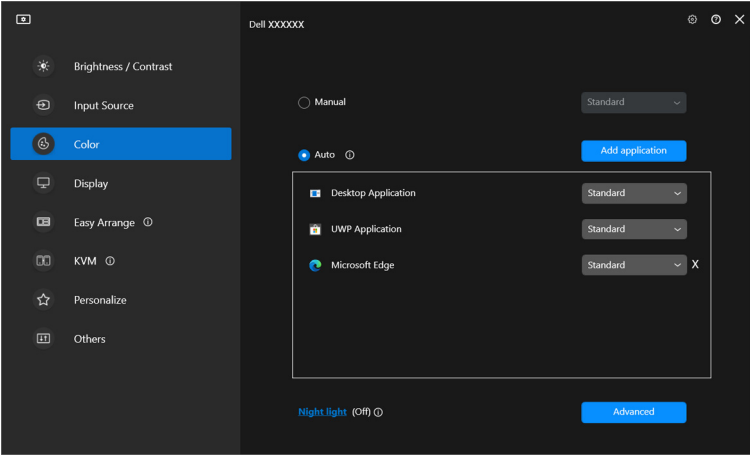 Dell XXXXXX
Brightness / Contrast
Input Source
Color
Display
Easy Arrange
KVM
Personalize
Others
Manual
Standard
Auto
Add application
Desktop Application
Standard
UWP Application
Standard
Microsoft Edge
Standard
X
Night light (Off)
Advanced